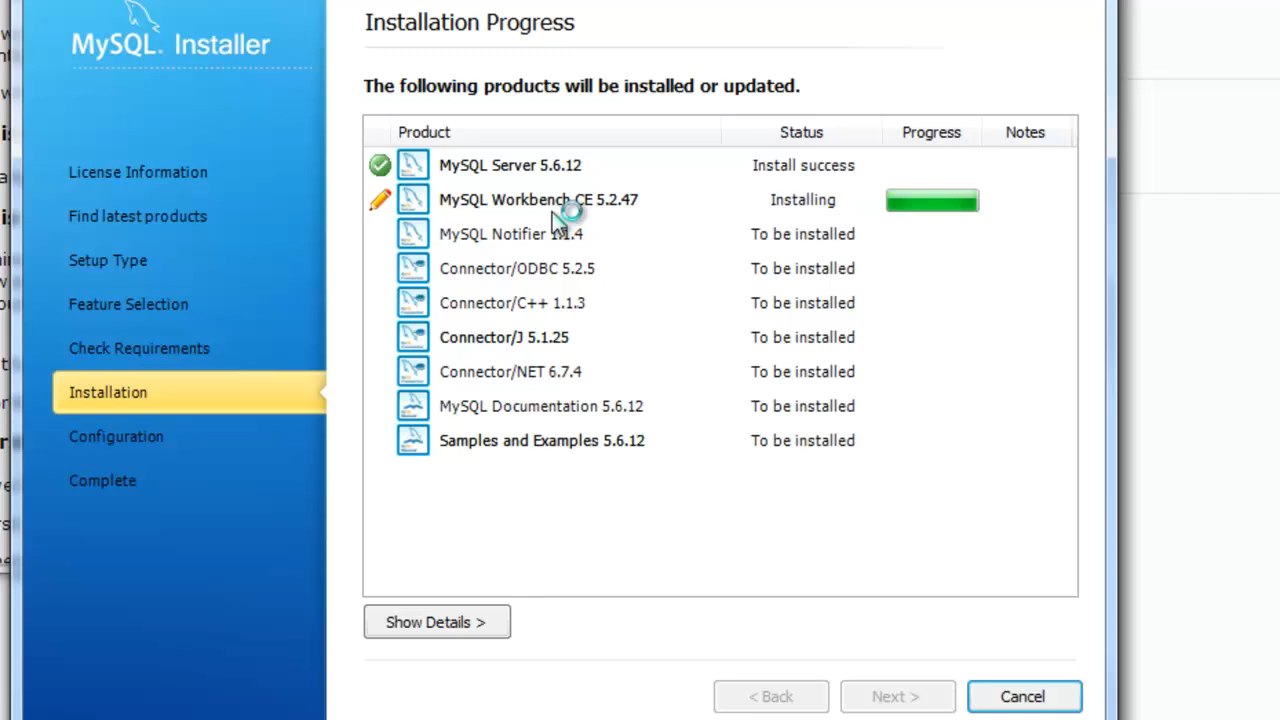 MySQL. Installer
License Information
Find latest products
Setup Type
Feature Selection
Check Requirements
Installation
Configuration
Complete
Installation Progress
The following products will be installed or updated.
Product Status Progress Notes
MySQL Server 5.6.12 Install success
MySQL Workbench CE 5.2.47 Installing
MySQL Notifier 1.1.4 To be installed
Connector/ODBC 5.2.5 To be installed
Connector/C++ 1.1.3 To be installed
Connector/J 5.1.25 To be installed
Connector/NET 6.7.4 To be installed
MySQL Documentation 5.6.12 To be installed
Samples and Examples 5.6.12 To be installed
Show Details >
< Back Next > Cancel